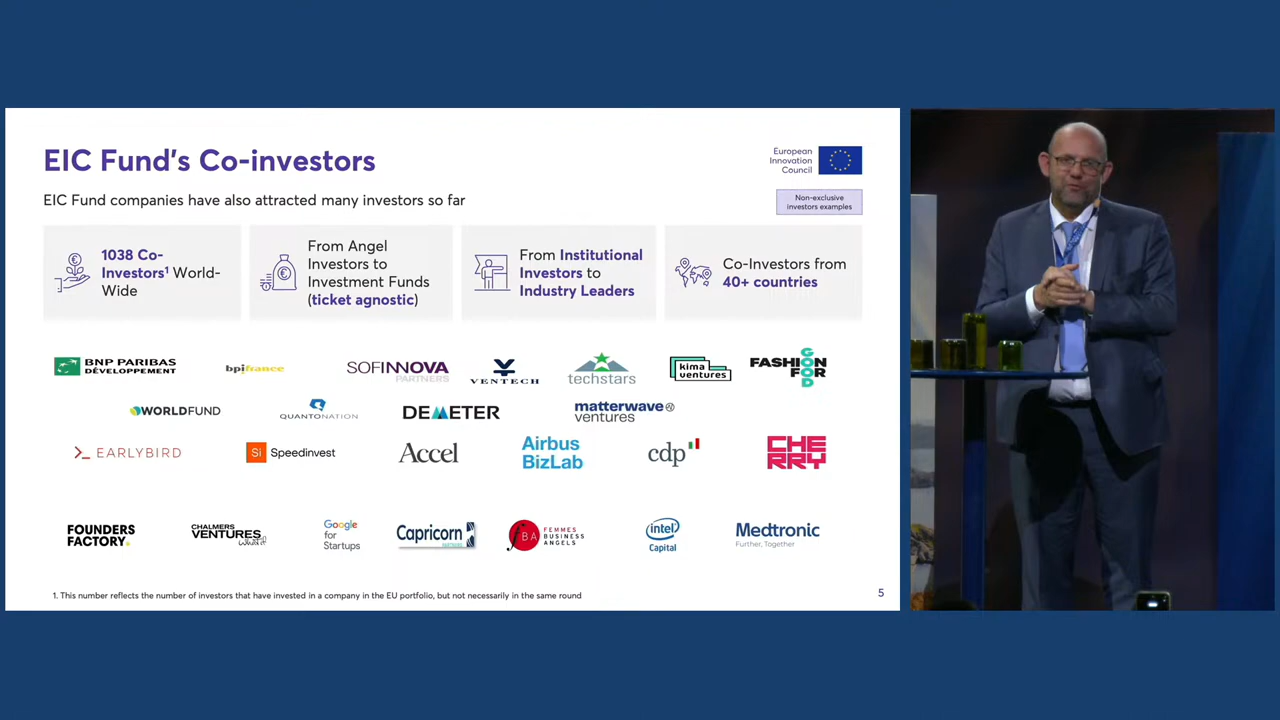 EIC Fund's Co-investors
European
Innovation
Council
EIC Fund companies have also attracted many investors so far
Non-exclusive
investors examples
1038 Co-
Investors¹ World-
Wide
From Angel
Investors to
Investment Funds
(ticket agnostic)
From Institutional
Investors to
Industry Leaders
Co-Investors from
40+ countries
BNP PARIBAS
DÉVELOPPEMENT
bpifrance
SOFINNOVA
PARTNERS
VENTECH
techstars
kima
ventures
FASHION
FOR
GOOD
WORLDFUND
QUANTONATION
DEMETER
matterwave
ventures
EARLYBIRD
SI Speedinvest
Accel
Airbus
BizLab
cdp
CHE
RRY
FOUNDERS
FACTORY.
CHALMERS
VENTURES
Google
for
Startups
Capricorn
PARTNERS
fBA
FEMMES
BUSINESS
ANGELS
intel
Capital
Medtronic
Further, Together
1. This number reflects the number of investors that have invested in a company in the EU portfolio, but not necessarily in the same round
5